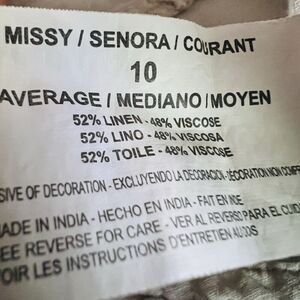 MISSY / SENORA / COURANT
10
AVERAGE / MEDIANO / MOYEN
52% LINEN - 48% VISCOSE
52% LINO - 48% VISCOSA
52% TOILE - 48% VISCOSE
SIVE OF DECORATION - EXCLUYENDO LA DECORACION - DECORATION NON COMPR
ADE IN INDIA - HECHO EN INDIA - FAIT EN INDE
EE REVERSE FOR CARE - VER AL REVERSO PARA EL CUID
OIR LES INSTRUCTIONS D'ENTRETIEN AU DOS